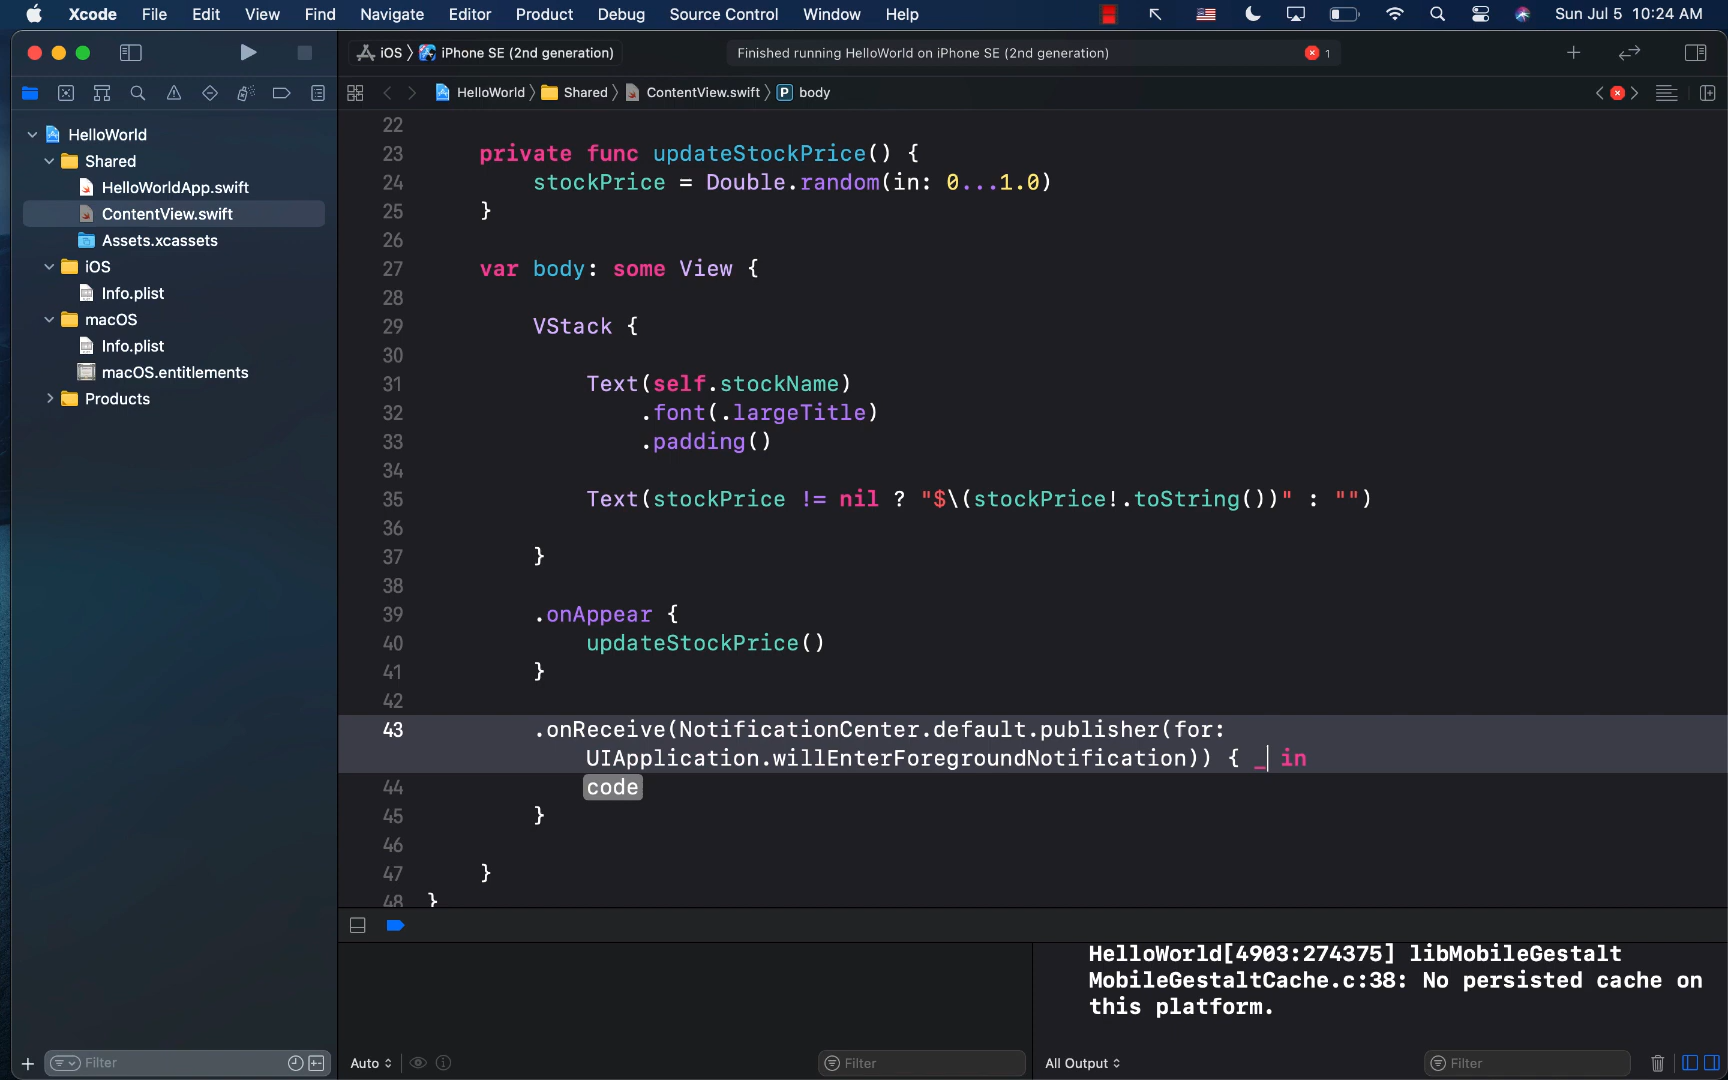 Xcode File Edit View Find Navigate Editor Product Debug Source Control Window Help Sun Jul 5 10:24 AM
iOS iPhone SE (2nd generation) Finished running HelloWorld on iPhone SE (2nd generation) 1
HelloWorld Shared ContentView.swift P body
HelloWorld
Shared
HelloWorldApp.swift
ContentView.swift
Assets.xcassets
iOS
Info.plist
macOS
Info.plist
macOS.entitlements
Products
22
23 private func updateStockPrice() {
24 stockPrice = Double.random(in: 0...1.0)
25 }
26
27 var body: some View {
28
29 VStack {
30
31 Text(self.stockName)
32 .font(.largeTitle)
33 .padding()
34
35 Text(stockPrice != nil ? "$\(stockPrice!.toString())" : "")
36
37 }
38
39 .onAppear {
40 updateStockPrice()
41 }
42
43 .onReceive(NotificationCenter.default.publisher(for:
UIApplication.willEnterForegroundNotification)) { _ in
44 code
45 }
46
47 }
48 }
HelloWorld[4903:274375] libMobileGestalt
MobileGestaltCache.c:38: No persisted cache on
this platform.
Filter Auto Filter All Output Filter